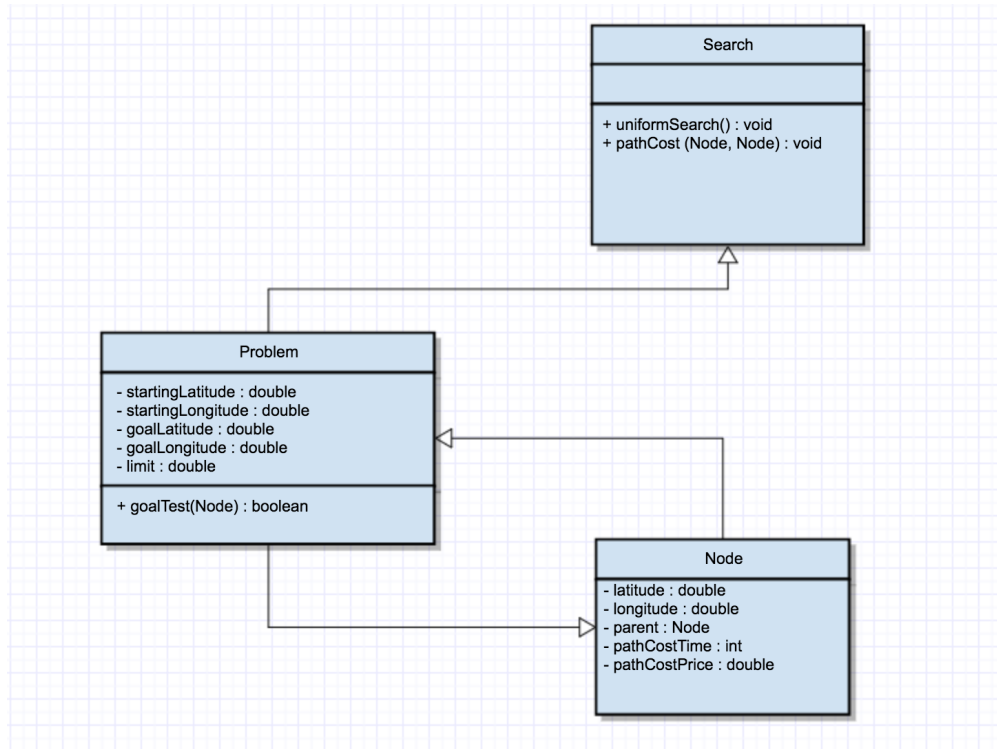 Search
+ uniformSearch() : void
+ pathCost (Node, Node) : void
Problem
- startingLatitude : double
- startingLongitude : double
- goalLatitude : double
- goalLongitude : double
- limit : double
+ goalTest(Node) : boolean
Node
- latitude : double
- longitude : double
- parent : Node
- pathCostTime : int
- pathCostPrice : double